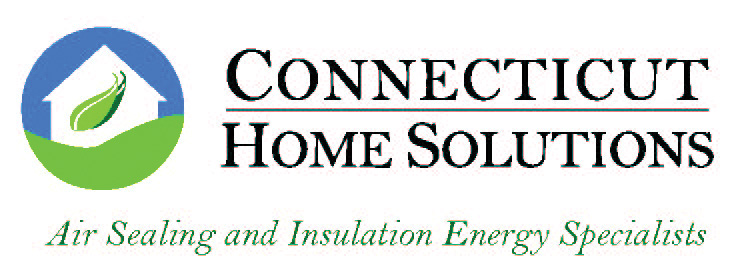 CONNECTICUT
HOME SOLUTIONS
Air Sealing and Insulation Energy Specialists